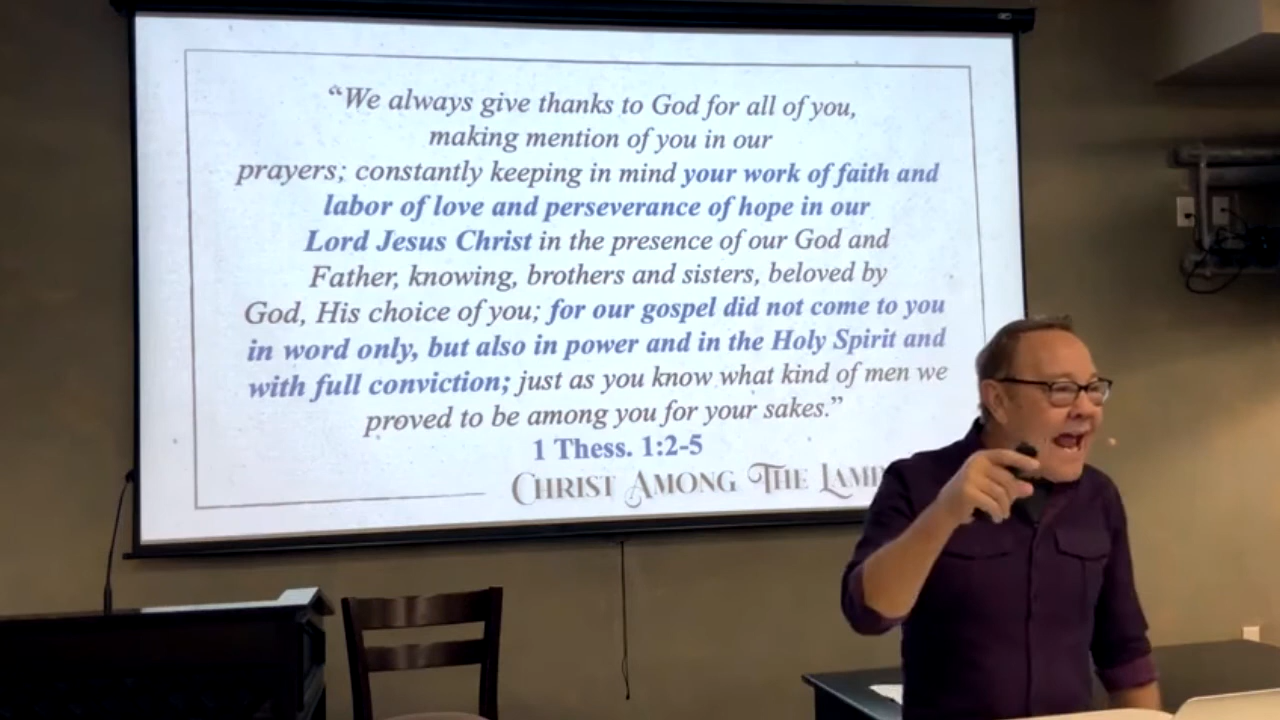 “We always give thanks to God for all of you,
making mention of you in our
prayers; constantly keeping in mind your work of faith and
labor of love and perseverance of hope in our
Lord Jesus Christ in the presence of our God and
Father, knowing, brothers and sisters, beloved by
God, His choice of you; for our gospel did not come to you
in word only, but also in power and in the Holy Spirit and
with full conviction; just as you know what kind of men we
proved to be among you for your sakes.”
1 Thess. 1:2-5
Christ Among The